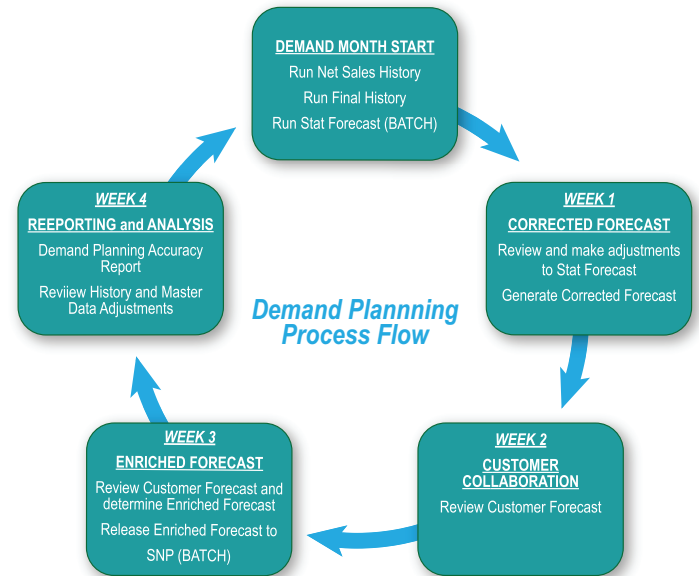 DEMAND MONTH START
Run Net Sales History
Run Final History
Run Stat Forecast (BATCH)
WEEK 1
CORRECTED FORECAST
Review and make adjustments
to Stat Forecast
Generate Corrected Forecast
WEEK 2
CUSTOMER
COLLABORATION
Review Customer Forecast
WEEK 3
ENRICHED FORECAST
Review Customer Forecast and
determine Enriched Forecast
Release Enriched Forecast to
SNP (BATCH)
WEEK 4
REEPORTING and ANALYSIS
Demand Planning Accuracy
Report
Reviiew History and Master
Data Adjustments
Demand Plannning
Process Flow